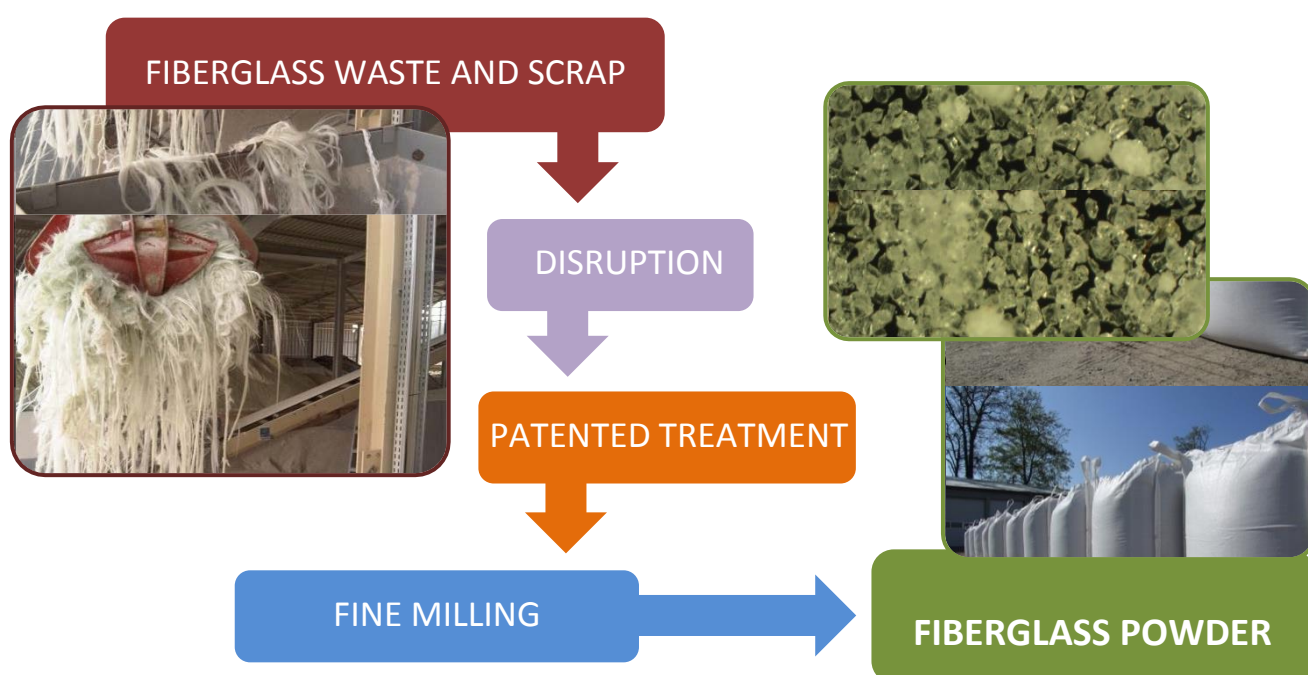 FIBERGLASS WASTE AND SCRAP
DISRUPTION
PATENTED TREATMENT
FINE MILLING
FIBERGLASS POWDER